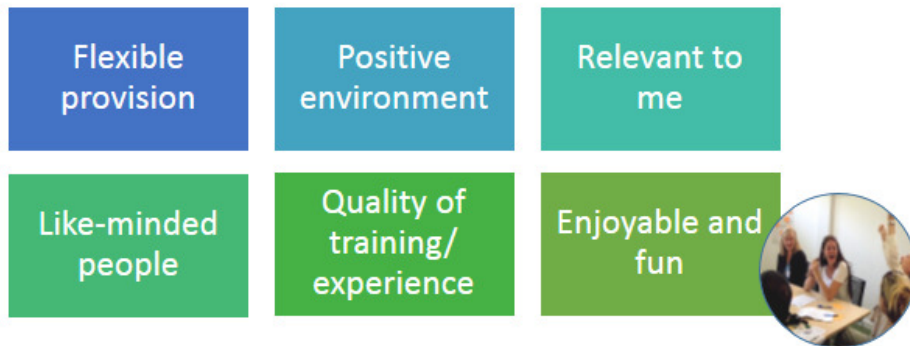 Flexible
provision
Positive
environment
Relevant to
me
Like-minded
people
Quality of
training/
experience
Enjoyable and
fun